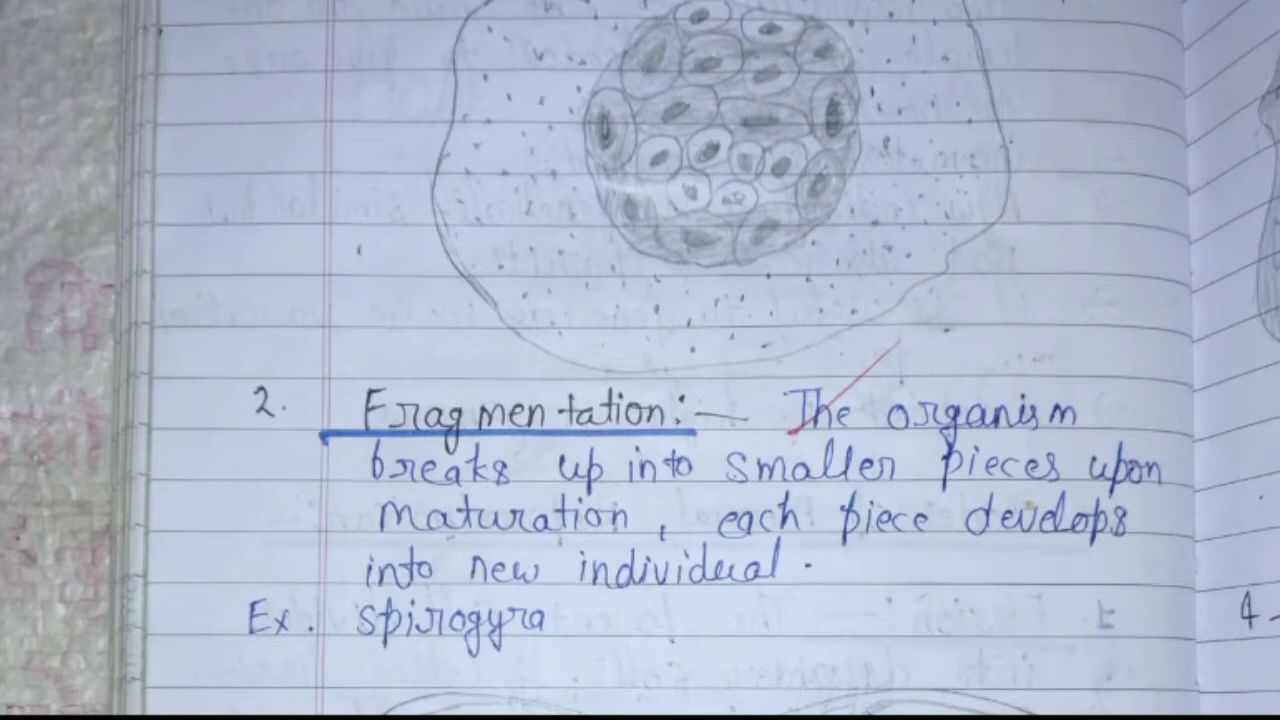 2. Fragmentation:- The organism
breaks up into smaller pieces upon
maturation, each piece develops
into new individual.
Ex. spirogyra
4-